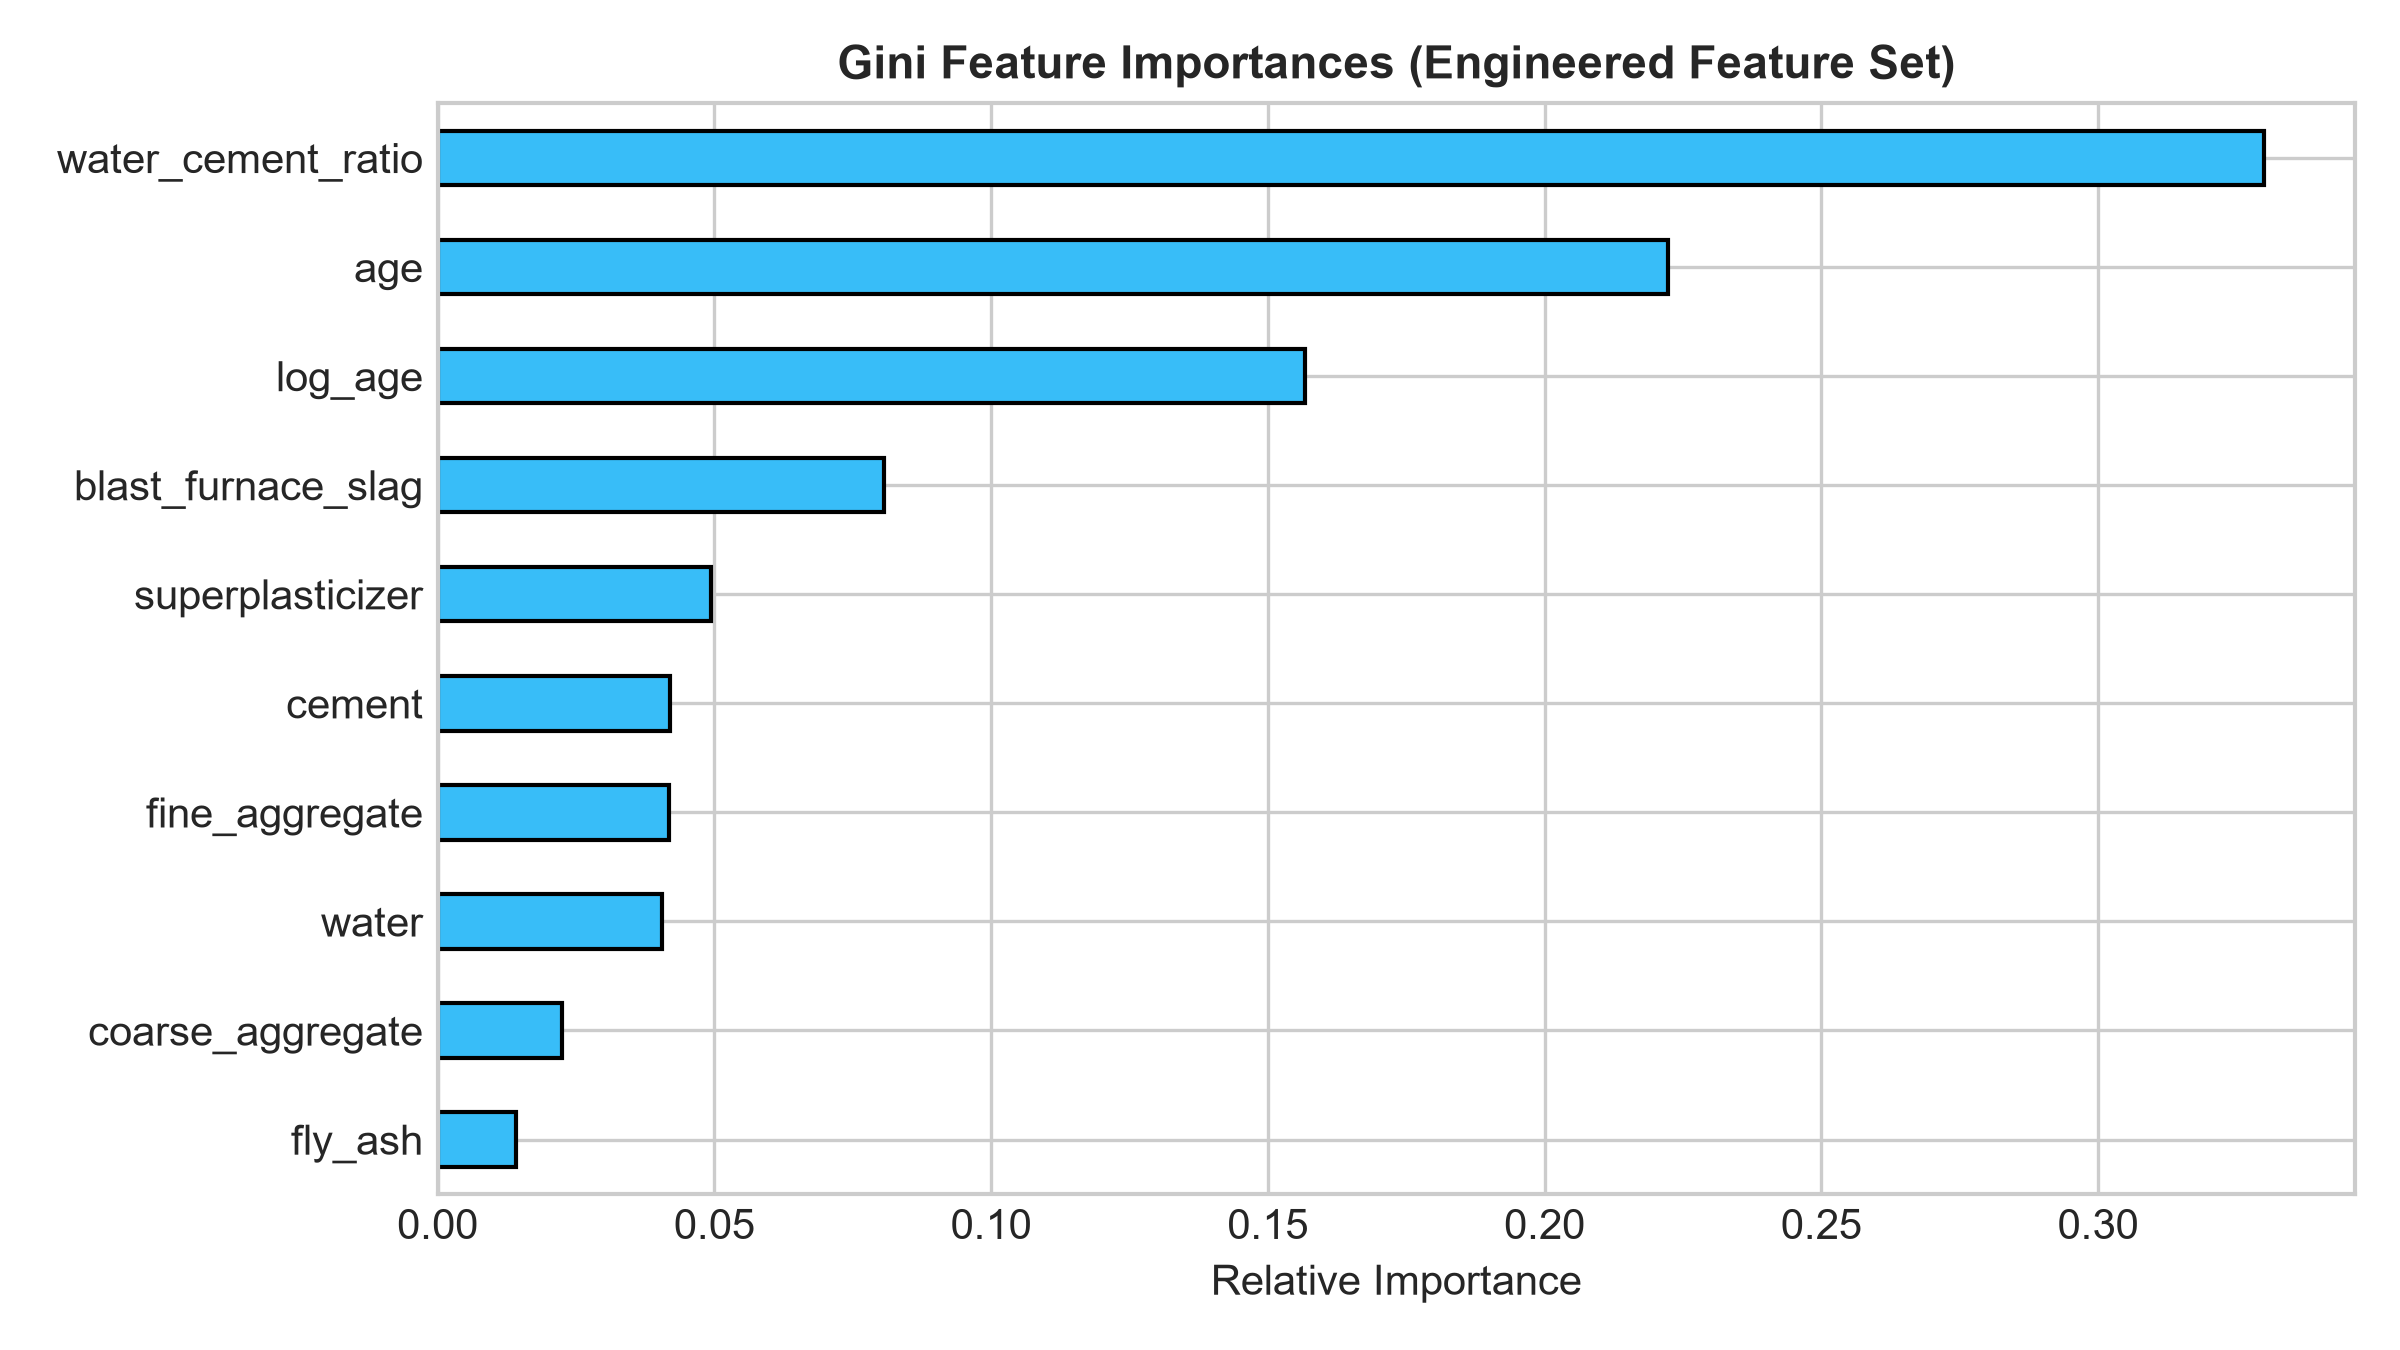 Gini Feature Importances (Engineered Feature Set)
water_cement_ratio
age
log_age
blast_furnace_slag
superplasticizer
cement
fine_aggregate
water
coarse_aggregate
fly_ash
0.00 0.05 0.10 0.15 0.20 0.25 0.30
Relative Importance